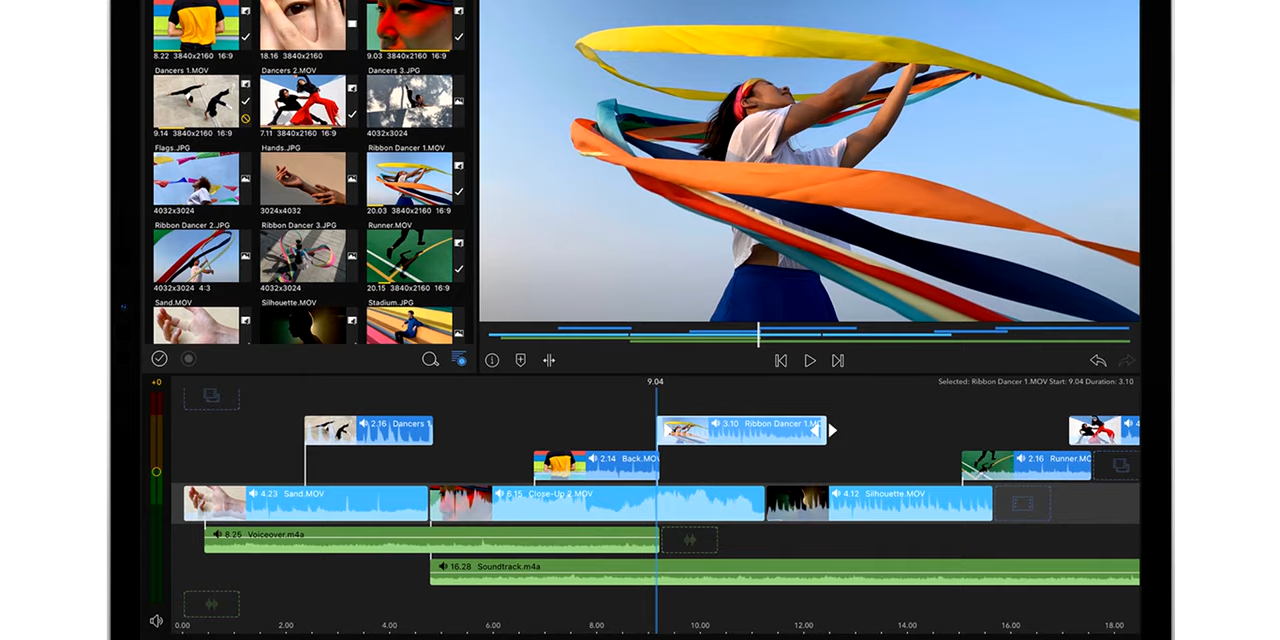 8.22 3840x2160 16:9
18.16 3840x2160
9.03 3840x2160 16:9
Dancers 1.MOV
Dancers 2.MOV
Dancers 3.JPG
9.14 3840x2160 16:9
7.11 3840x2160 16:9
4032x3024
Flags.JPG
Hands.JPG
Ribbon Dancer 1.MOV
4032x3024
3024x4032
20.03 3840x2160 16:9
Ribbon Dancer 2.JPG
Ribbon Dancer 3.JPG
Runner.MOV
4032x3024 4:3
4032x3024
20.15 3840x2160 16:9
Sand.MOV
Silhouette.MOV
Stadium.JPG
+0
9.04
Selected: Ribbon Dancer 1.MOV Start: 9.04 Duration: 3.10
2.16 Dancers 1.
3.10 Ribbon Dancer 1.MO
4
2.14 Back.MOV
2.16 Runner.MO
4.23 Sand.MOV
6.15 Close-Up 2.MOV
4.12 Silhouette.MOV
8.25 Voiceover.m4a
16.28 Soundtrack.m4a
0.00 2.00 4.00 6.00 8.00 10.00 12.00 14.00 16.00 18.00